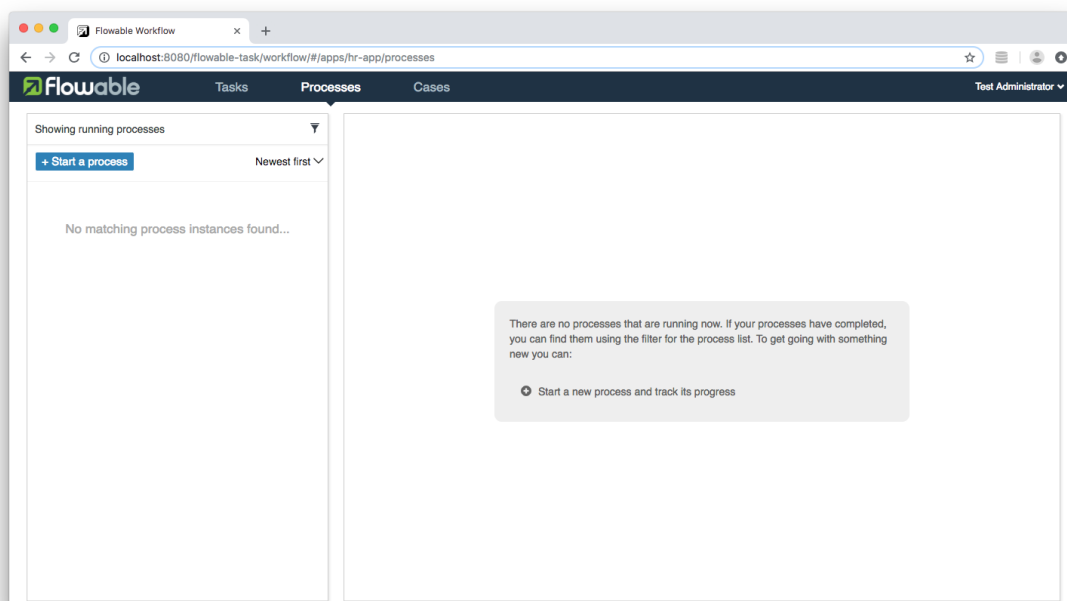 Flowable Workflow
localhost:8080/flowable-task/workflow/#/apps/hr-app/processes
flowable
Tasks
Processes
Cases
Test Administrator
Showing running processes
+ Start a process
Newest first
No matching process instances found...
There are no processes that are running now. If your processes have completed,
you can find them using the filter for the process list. To get going with something
new you can:
Start a new process and track its progress